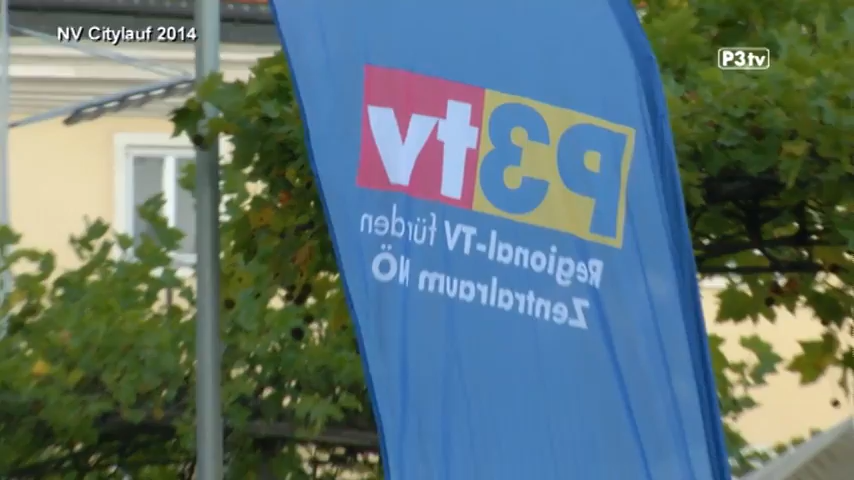 NV Citylauf 2014
P3tv
P3tv
Regional-TV für den
Zentralraum NÖ